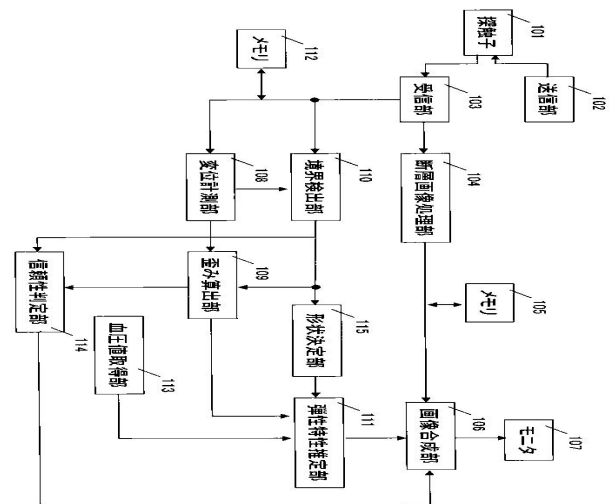 101
探触子
102
送信部
103
受信部
104
断層画像処理部
105
メモリ
106
画像合成部
107
モニタ
112
メモリ
110
境界検出部
108
変位計測部
115
形状決定部
109
歪み算出部
111
弾性特性推定部
113
血圧値取得部
114
信頼性判定部